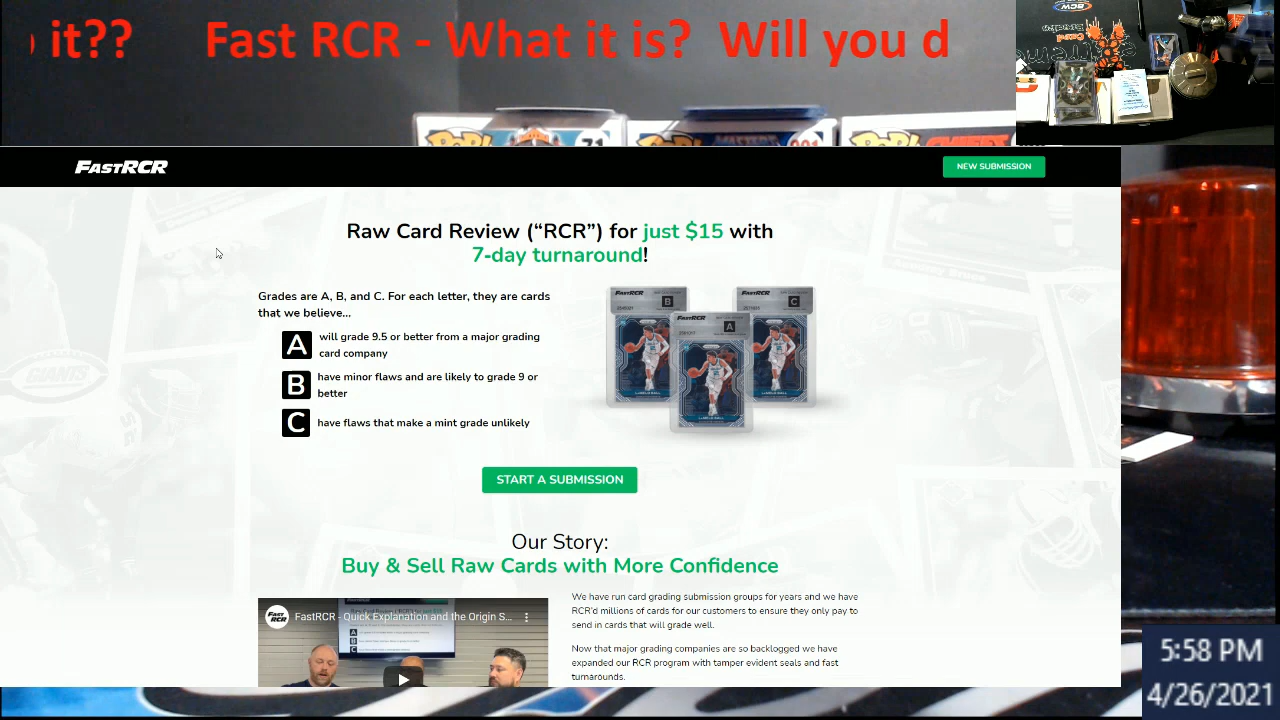 it?? Fast RCR - What it is? Will you d
71
FASTRCR
NEW SUBMISSION
Raw Card Review (“RCR”) for just $15 with
7-day turnaround!
Grades are A, B, and C. For each letter, they are cards
that we believe...
A will grade 9.5 or better from a major grading
card company
B have minor flaws and are likely to grade 9 or
better
C have flaws that make a mint grade unlikely
FASTRCR B
FASTRCR A
FASTRCR C
START A SUBMISSION
Our Story:
Buy & Sell Raw Cards with More Confidence
FAST RCR
FastRCR - Quick Explanation and the Origin S...
We have run card grading submission groups for years and we have
RCR'd millions of cards for our customers to ensure they only pay to
send in cards that will grade well.
Now that major grading companies are so backlogged we have
expanded our RCR program with tamper evident seals and fast
turnarounds.
GIANTS
5:58 PM
4/26/2021